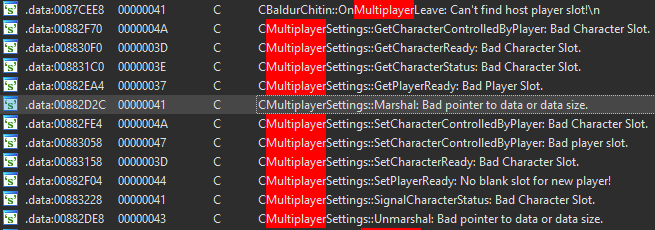 's' .data:0087CEE8 00000041 C CBaldurChitin::OnMultiplayerLeave: Can't find host player slot!\n
's' .data:00882F70 0000004A C CMultiplayerSettings::GetCharacterControlledByPlayer: Bad Character Slot.
's' .data:008830F0 0000003D C CMultiplayerSettings::GetCharacterReady: Bad Character Slot.
's' .data:008831C0 0000003E C CMultiplayerSettings::GetCharacterStatus: Bad Character Slot.
's' .data:00882EA4 00000037 C CMultiplayerSettings::GetPlayerReady: Bad Player Slot.
's' .data:00882D2C 00000041 C CMultiplayerSettings::Marshal: Bad pointer to data or data size.
's' .data:00882FE4 0000004A C CMultiplayerSettings::SetCharacterControlledByPlayer: Bad Character Slot.
's' .data:00883058 00000047 C CMultiplayerSettings::SetCharacterControlledByPlayer: Bad player slot.
's' .data:00883158 0000003D C CMultiplayerSettings::SetCharacterReady: Bad Character Slot.
's' .data:00882F04 00000044 C CMultiplayerSettings::SetPlayerReady: No blank slot for new player!
's' .data:00883228 00000041 C CMultiplayerSettings::SignalCharacterStatus: Bad Character Slot.
's' .data:00882DE8 00000043 C CMultiplayerSettings::Unmarshal: Bad pointer to data or data size.